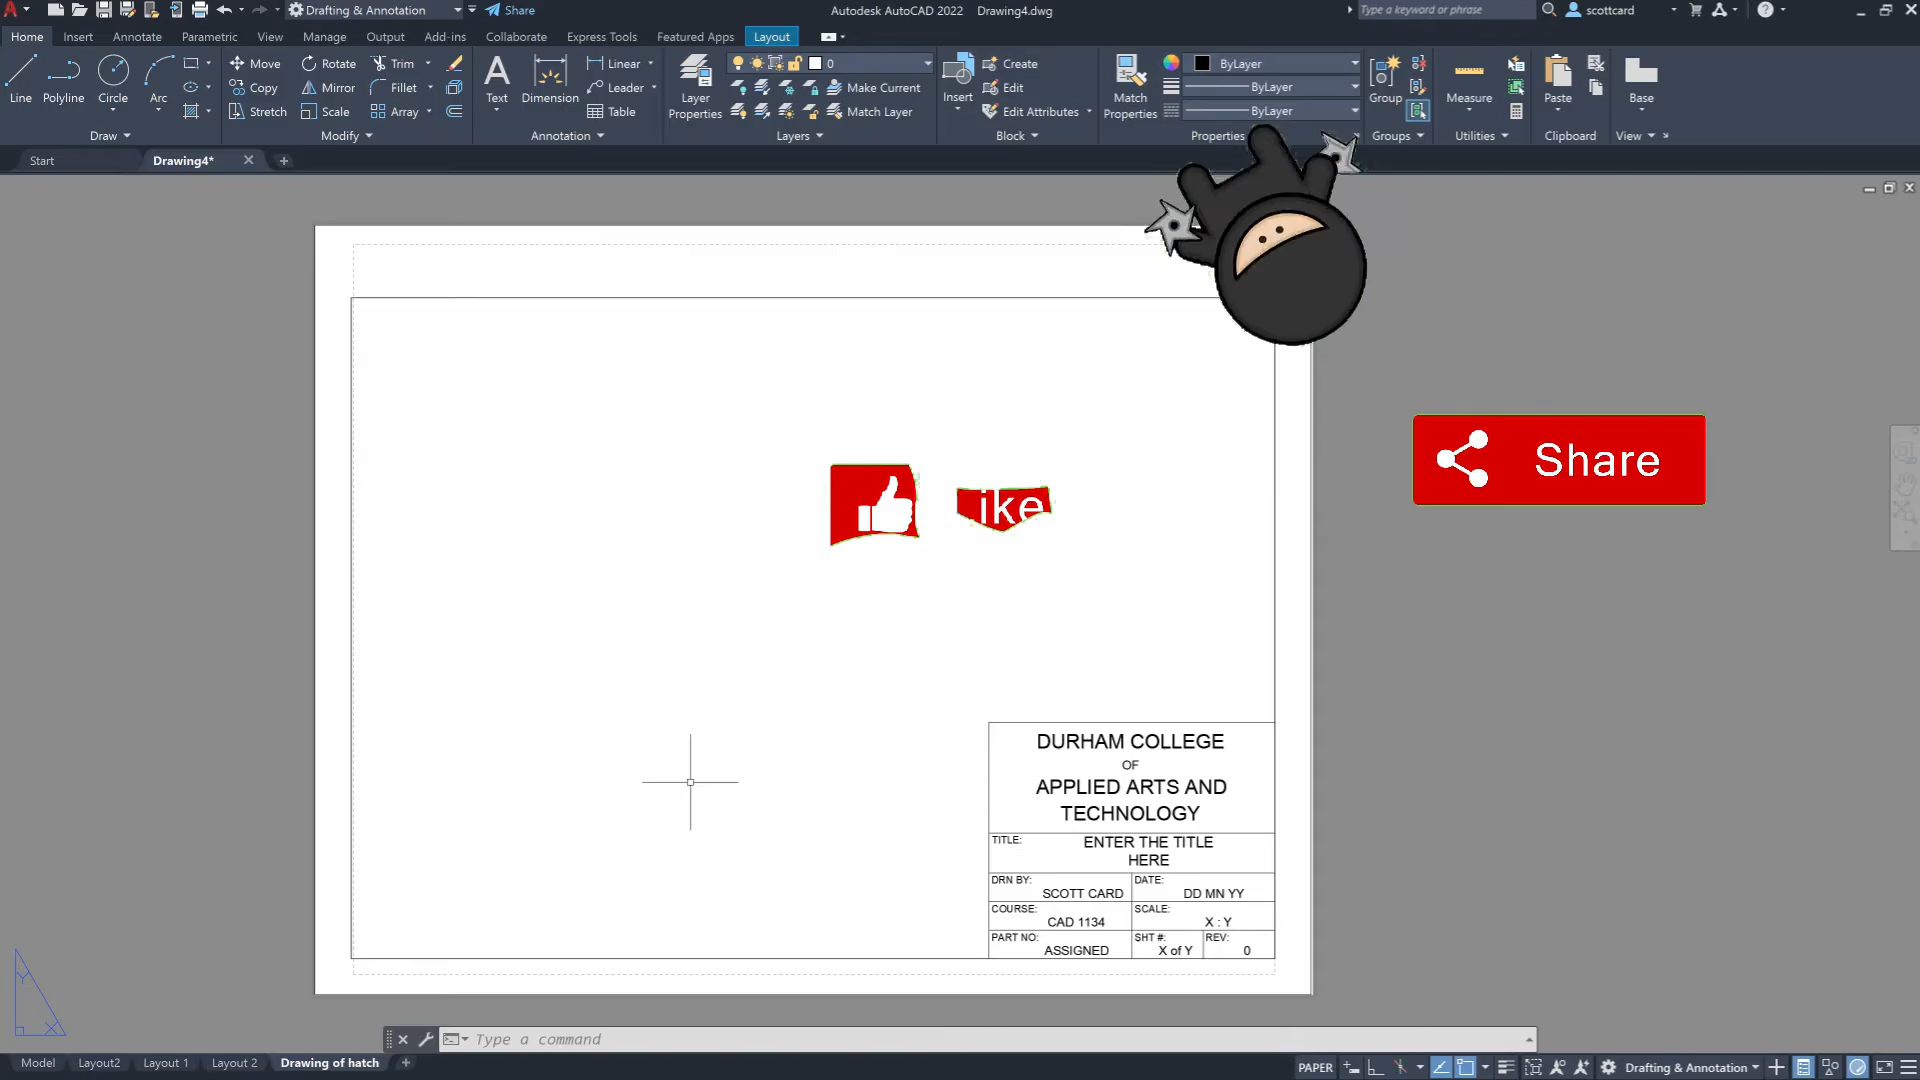 Drafting & Annotation
Share
Autodesk AutoCAD 2022 Drawing4.dwg
Type a keyword or phrase
scottcard
Home Insert Annotate Parametric View Manage Output Add-ins Collaborate Express Tools Featured Apps Layout
Line
Polyline
Circle
Arc
Draw
Move
Rotate
Trim
Copy
Mirror
Fillet
Stretch
Scale
Array
Modify
Text
Dimension
Linear
Leader
Table
Annotation
Layer
Properties
0
Make Current
Match Layer
Layers
Insert
Create
Edit
Edit Attributes
Block
Match
Properties
ByLayer
ByLayer
ByLayer
Properties
Group
Groups
Measure
Utilities
Paste
Clipboard
Base
View
Start
Drawing4*
ike
Share
DURHAM COLLEGE
OF
APPLIED ARTS AND
TECHNOLOGY
TITLE:
ENTER THE TITLE
HERE
DRN BY:
SCOTT CARD
DATE:
DD MN YY
COURSE:
CAD 1134
SCALE:
X : Y
PART NO:
ASSIGNED
SHT #:
X of Y
REV:
0
Y
X
Type a command
Model Layout2 Layout 1 Layout 2 Drawing of hatch
PAPER
Drafting & Annotation